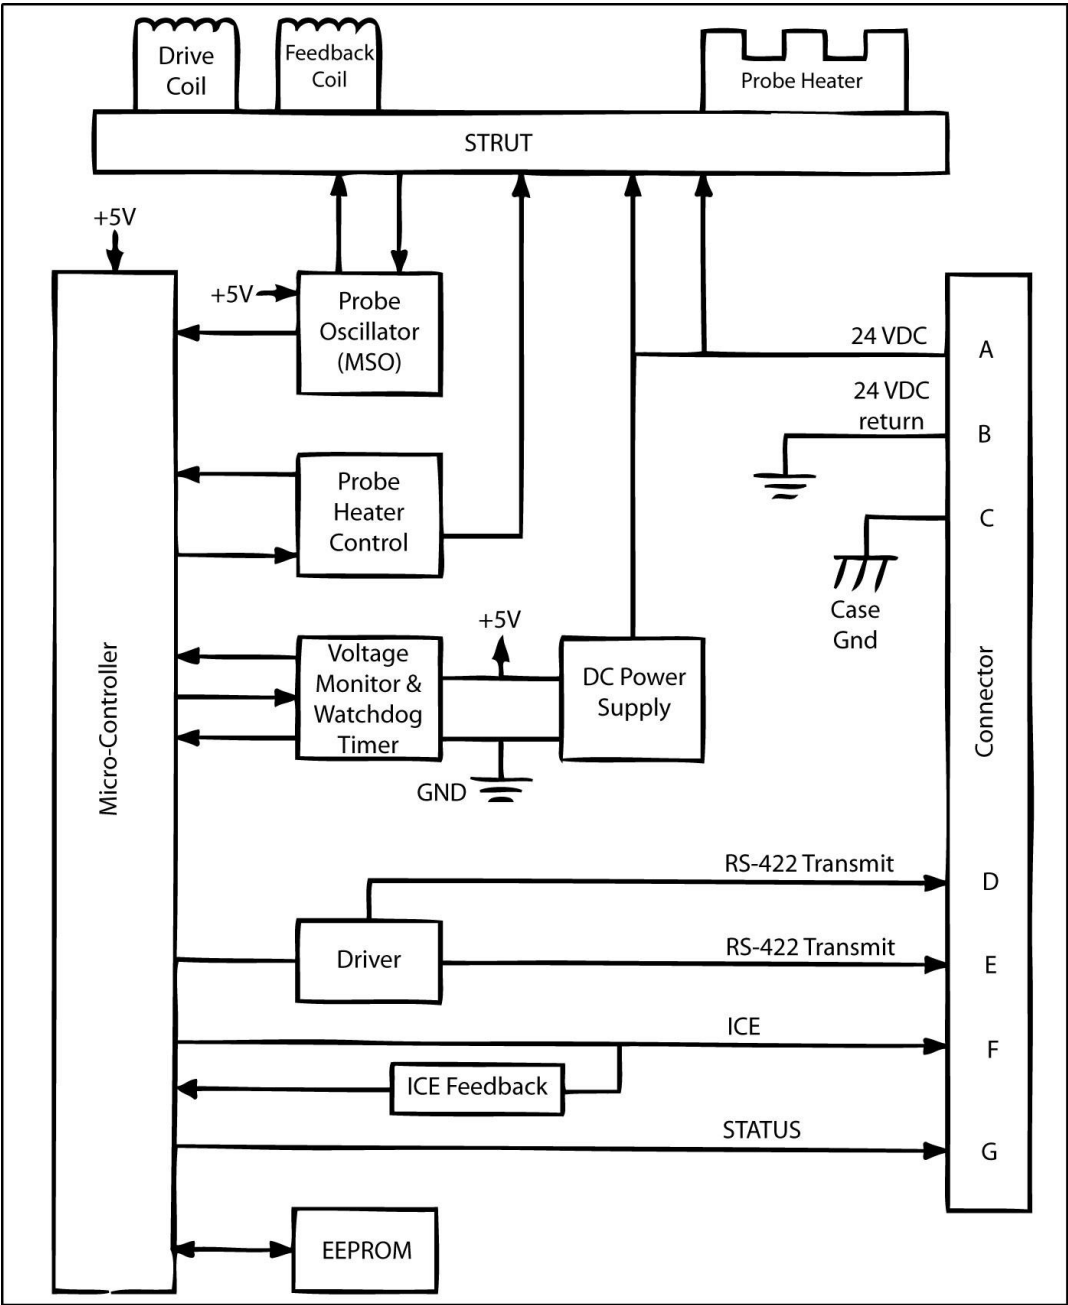 Drive
Coil
Feedback
Coil
Probe Heater
STRUT
+5V
+5V
Probe
Oscillator
(MSO)
24 VDC
A
24 VDC
return
B
C
Case
Gnd
Probe
Heater
Control
+5V
Voltage
Monitor &
Watchdog
Timer
DC Power
Supply
GND
Micro-Controller
Connector
RS-422 Transmit
D
Driver
RS-422 Transmit
E
ICE
F
ICE Feedback
STATUS
G
EEPROM